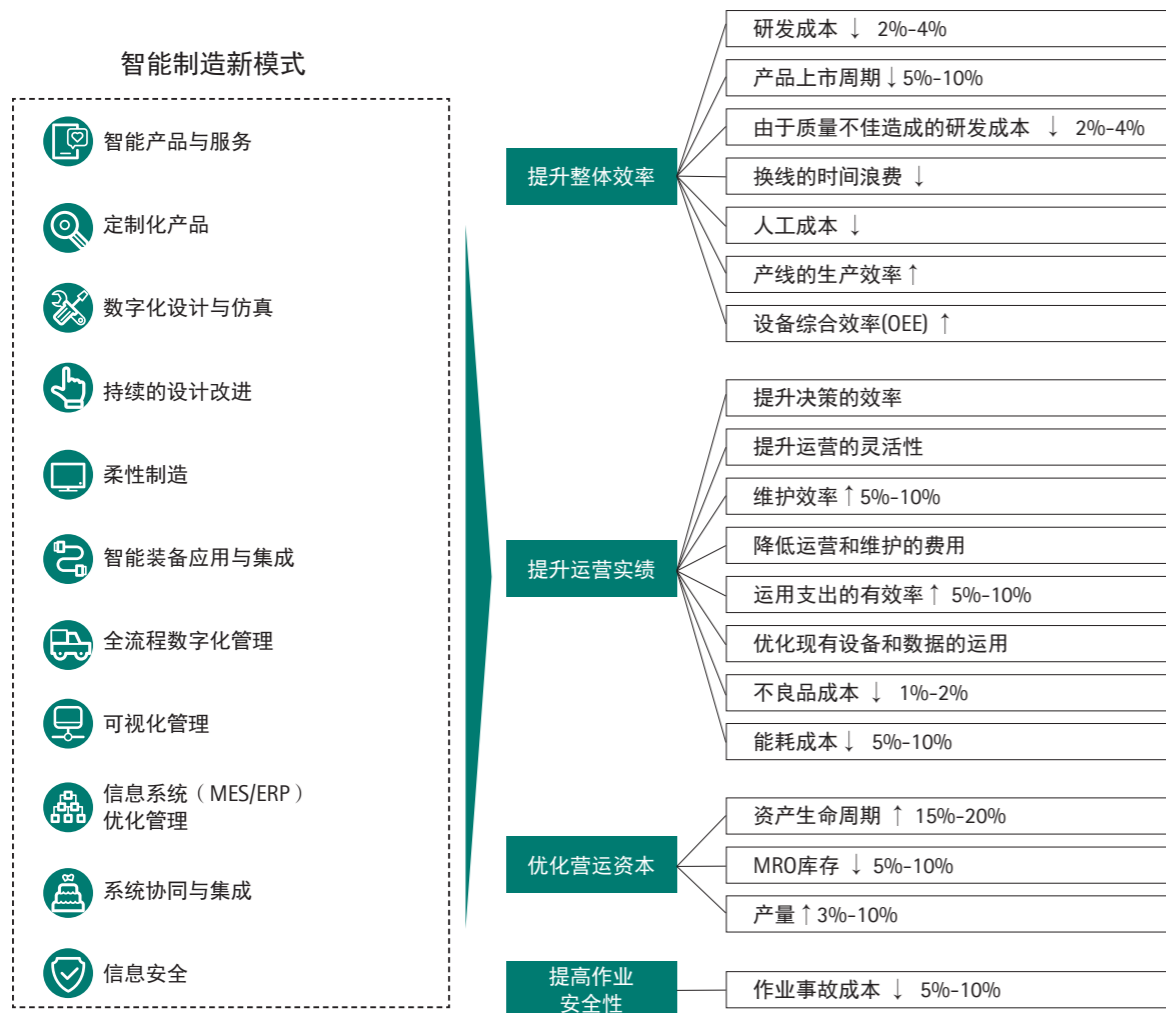 智能制造新模式
智能产品与服务
定制化产品
数字化设计与仿真
持续的设计改进
柔性制造
智能装备应用与集成
全流程数字化管理
可视化管理
信息系统（MES/ERP）
优化管理
系统协同与集成
信息安全
提升整体效率
研发成本 ↓ 2%-4%
产品上市周期↓5%-10%
由于质量不佳造成的研发成本 ↓ 2%-4%
换线的时间浪费 ↓
人工成本 ↓
产线的生产效率↑
设备综合效率(OEE) ↑
提升运营实绩
提升决策的效率
提升运营的灵活性
维护效率↑5%-10%
降低运营和维护的费用
运用支出的有效率↑ 5%-10%
优化现有设备和数据的运用
不良品成本 ↓ 1%-2%
能耗成本↓ 5%-10%
优化营运资本
资产生命周期 ↑ 15%-20%
MRO库存 ↓ 5%-10%
产量↑3%-10%
提高作业
安全性
作业事故成本 ↓ 5%-10%